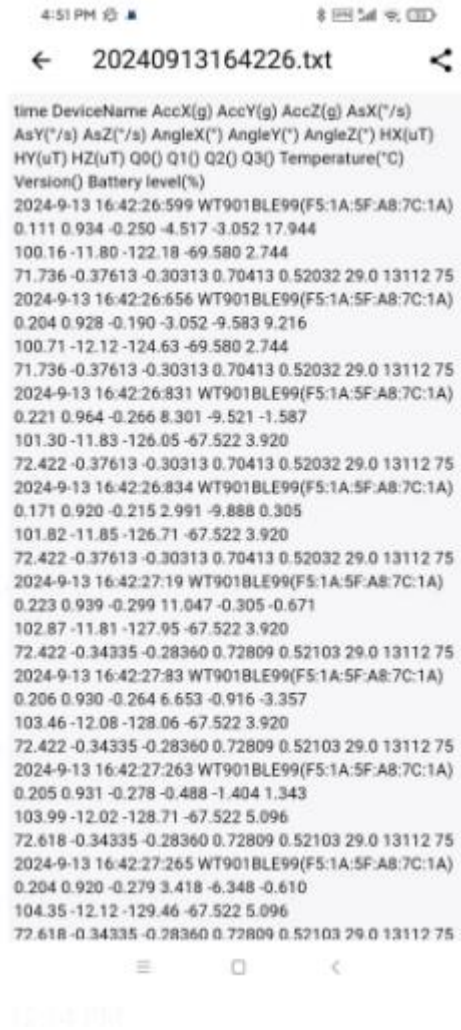 4:51 PM
20240913164226.txt
time DeviceName AccX(g) AccY(g) AccZ(g) AsX(°/s)
AsY(°/s) AsZ(°/s) AngleX(°) AngleY(°) AngleZ(°) HX(uT)
HY(uT) HZ(uT) Q0() Q1() Q2() Q3() Temperature(°C)
Version() Battery level(%)
2024-9-13 16:42:26:599 WT901BLE99(F5:1A:5F:A8:7C:1A)
0.111 0.934 -0.250 -4.517 -3.052 17.944
100.16 -11.80 -122.18 -69.580 2.744
71.736 -0.37613 -0.30313 0.70413 0.52032 29.0 13112 75
2024-9-13 16:42:26:656 WT901BLE99(F5:1A:5F:A8:7C:1A)
0.204 0.928 -0.190 -3.052 -9.583 9.216
100.71 -12.12 -124.63 -69.580 2.744
71.736 -0.37613 -0.30313 0.70413 0.52032 29.0 13112 75
2024-9-13 16:42:26:831 WT901BLE99(F5:1A:5F:A8:7C:1A)
0.221 0.964 -0.266 8.301 -9.521 -1.587
101.30 -11.83 -126.05 -67.522 3.920
72.422 -0.37613 -0.30313 0.70413 0.52032 29.0 13112 75
2024-9-13 16:42:26:834 WT901BLE99(F5:1A:5F:A8:7C:1A)
0.171 0.920 -0.215 2.991 -9.888 0.305
101.82 -11.85 -126.71 -67.522 3.920
72.422 -0.37613 -0.30313 0.70413 0.52032 29.0 13112 75
2024-9-13 16:42:27:19 WT901BLE99(F5:1A:5F:A8:7C:1A)
0.223 0.939 -0.299 11.047 -0.305 -0.671
102.87 -11.81 -127.95 -67.522 3.920
72.422 -0.34335 -0.28360 0.72809 0.52103 29.0 13112 75
2024-9-13 16:42:27:83 WT901BLE99(F5:1A:5F:A8:7C:1A)
0.206 0.930 -0.264 6.653 -0.916 -3.357
103.46 -12.08 -128.06 -67.522 3.920
72.422 -0.34335 -0.28360 0.72809 0.52103 29.0 13112 75
2024-9-13 16:42:27:263 WT901BLE99(F5:1A:5F:A8:7C:1A)
0.205 0.931 -0.278 -0.488 -1.404 1.343
103.99 -12.02 -128.71 -67.522 5.096
72.618 -0.34335 -0.28360 0.72809 0.52103 29.0 13112 75
2024-9-13 16:42:27:265 WT901BLE99(F5:1A:5F:A8:7C:1A)
0.204 0.920 -0.279 3.418 -6.348 -0.610
104.35 -12.12 -129.46 -67.522 5.096
72.618 -0.34335 -0.28360 0.72809 0.52103 29.0 13112 75